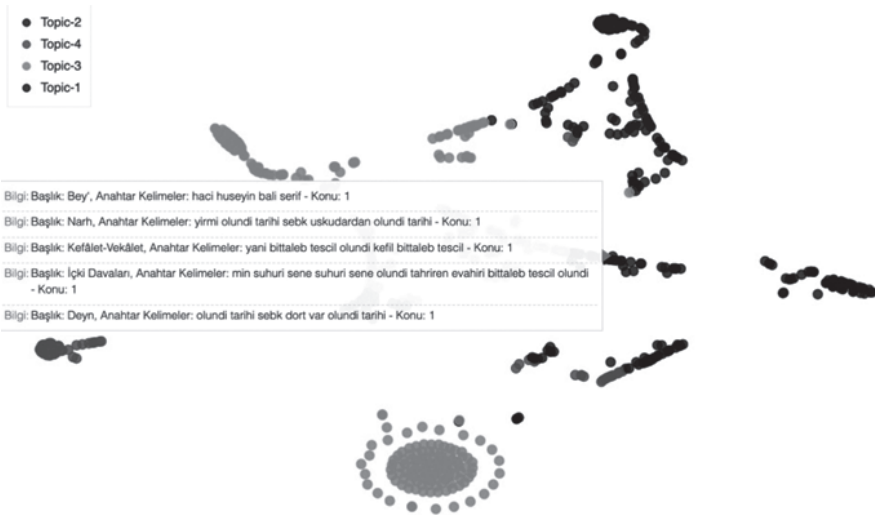 Topic-2
Topic-4
Topic-3
Topic-1
Bilgi: Başlık: Bey', Anahtar Kelimeler: haci huseyin bali serif - Konu: 1
Bilgi: Başlık: Narh, Anahtar Kelimeler: yirmi olundi tarihi sebk uskudardan olundi tarihi - Konu: 1
Bilgi: Başlık: Kefâlet-Vekâlet, Anahtar Kelimeler: yani bittaleb tescil olundi kefil bittaleb tescil - Konu: 1
Bilgi: Başlık: İçki Davaları, Anahtar Kelimeler: min suhuri sene suhuri sene olundi tahriren evahiri bittaleb tescil olundi
- Konu: 1
Bilgi: Başlık: Deyn, Anahtar Kelimeler: olundi tarihi sebk dort var olundi tarihi - Konu: 1